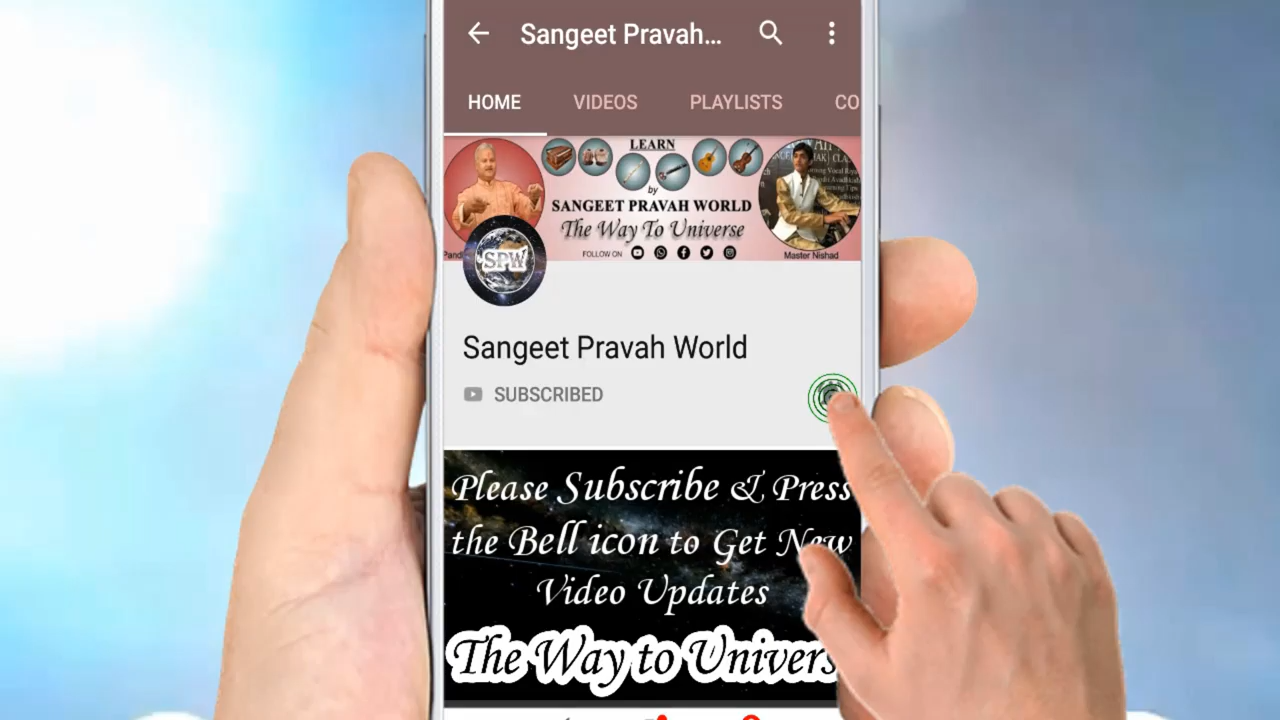 Sangeet Pravah...
HOME VIDEOS PLAYLISTS CO
LEARN
by
SANGEET PRAVAH WORLD
The Way To Universe
FOLLOW ON
Pand
Master Nishad
SPW
Sangeet Pravah World
SUBSCRIBED
Please Subscribe & Press
the Bell icon to Get New
Video Updates
The Way to Univers